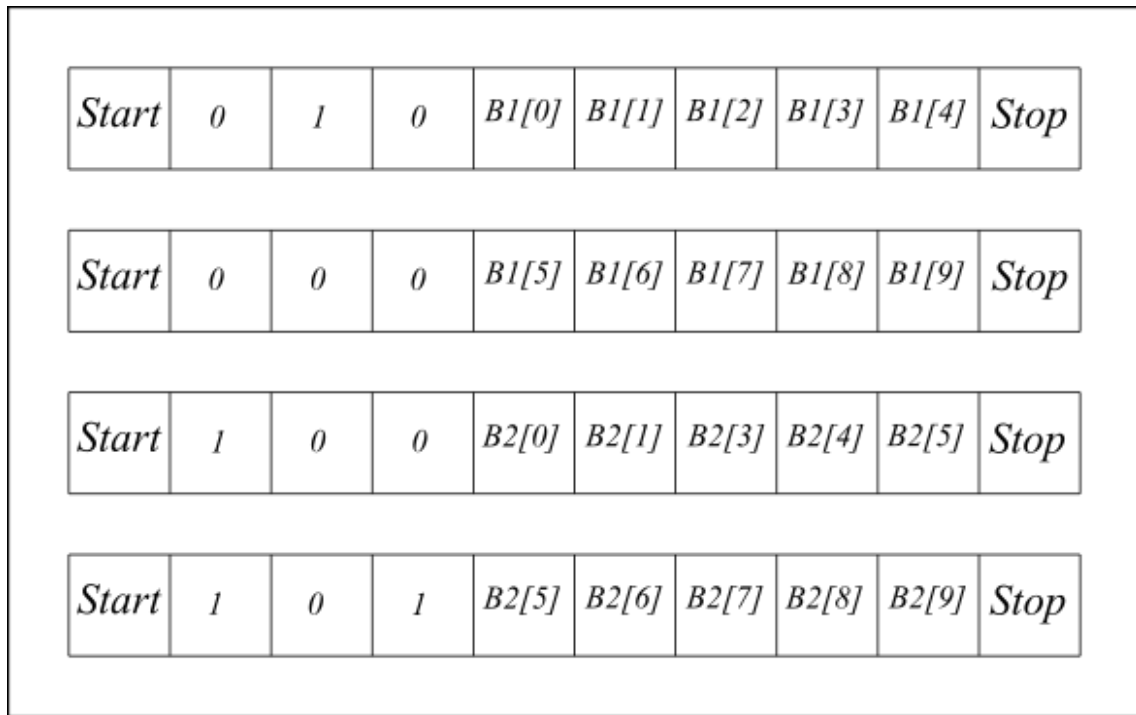 Start 0 1 0 B1[0] B1[1] B1[2] B1[3] B1[4] Stop
Start 0 0 0 B1[5] B1[6] B1[7] B1[8] B1[9] Stop
Start 1 0 0 B2[0] B2[1] B2[3] B2[4] B2[5] Stop
Start 1 0 1 B2[5] B2[6] B2[7] B2[8] B2[9] Stop